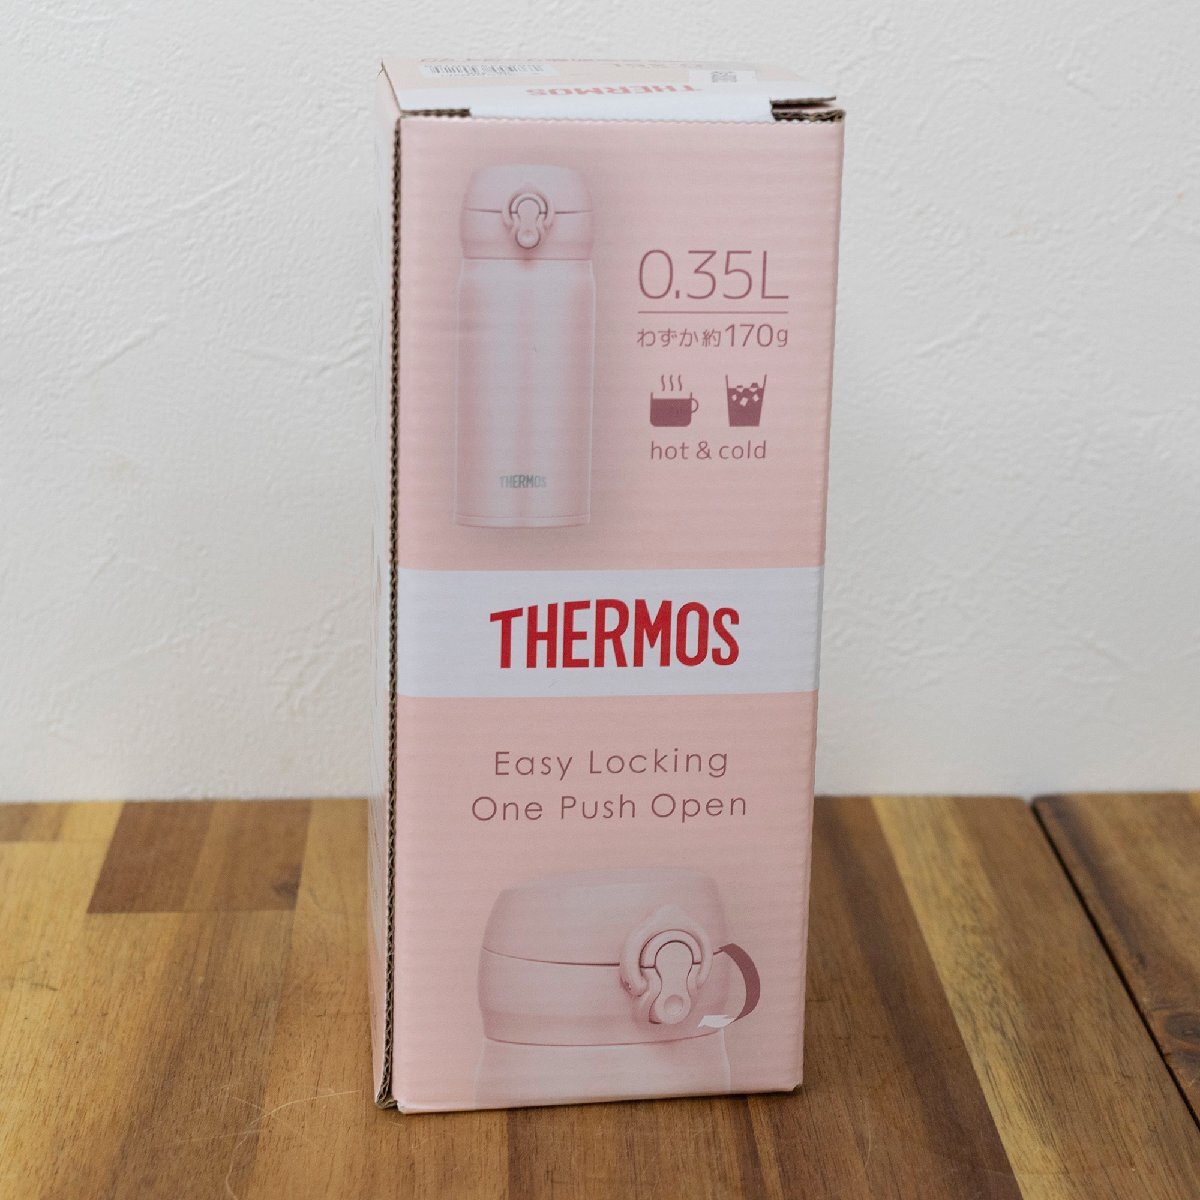 THERMOS
0.35L
わずか約170g
hot & cold
THERMOS
THERMOS
Easy Locking
One Push Open